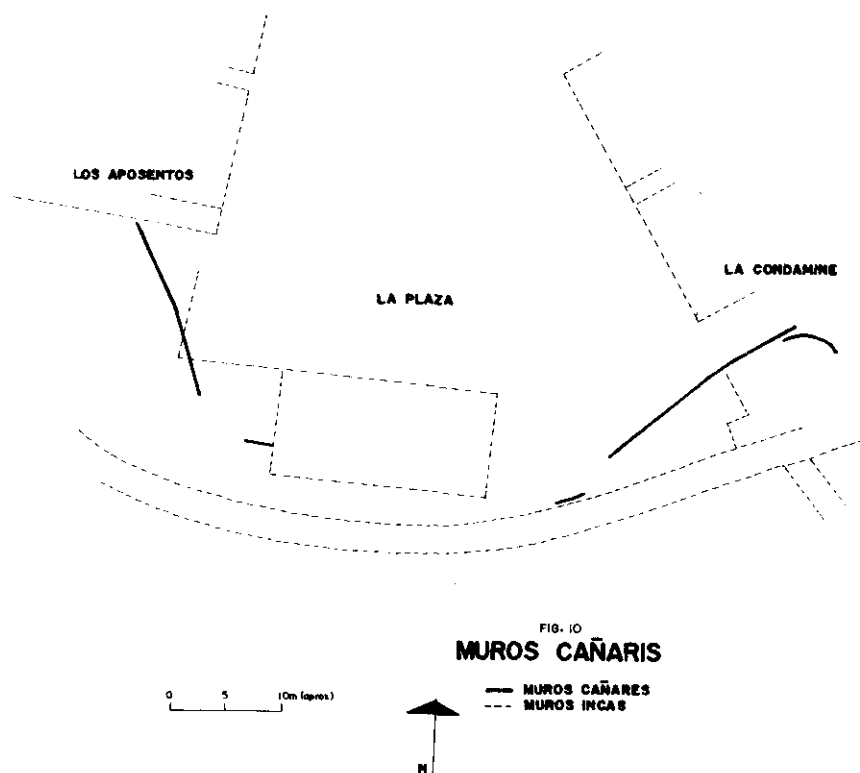 LOS APOSENTOS
LA CONDAMINE
LA PLAZA
FIG. 10
MUROS CAÑARIS
MUROS CAÑARES
MUROS INCAS
0 5 10m (aprox.)
N